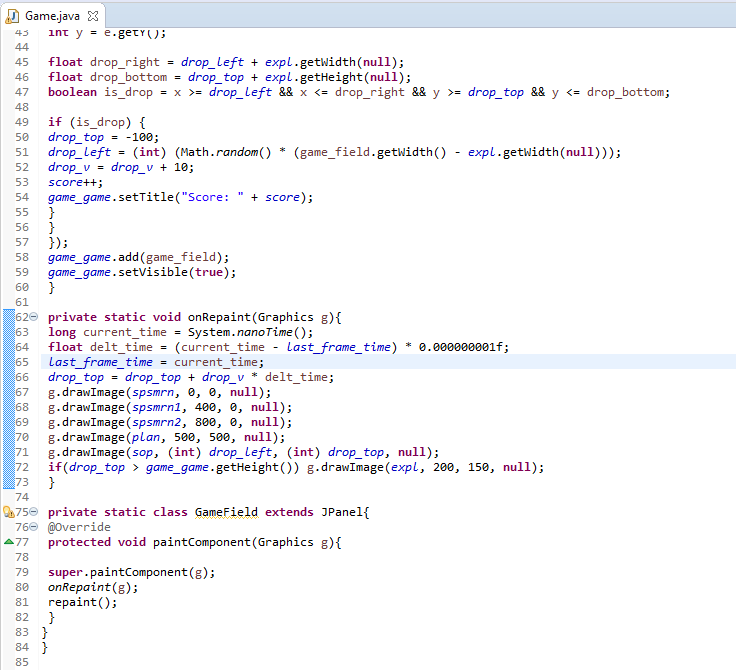 Game.java
43 int y = e.getY();
44
45 float drop_right = drop_left + expl.getWidth(null);
46 float drop_bottom = drop_top + expl.getHeight(null);
47 boolean is_drop = x >= drop_left && x <= drop_right && y >= drop_top && y <= drop_bottom;
48
49 if (is_drop) {
50 drop_top = -100;
51 drop_left = (int) (Math.random() * (game_field.getWidth() - expl.getWidth(null)));
52 drop_v = drop_v + 10;
53 score++;
54 game_game.setTitle("Score: " + score);
55 }
56 }
57 });
58 game_game.add(game_field);
59 game_game.setVisible(true);
60 }
61
62 private static void onRepaint(Graphics g){
63 long current_time = System.nanoTime();
64 float delt_time = (current_time - last_frame_time) * 0.000000001f;
65 last_frame_time = current_time;
66 drop_top = drop_top + drop_v * delt_time;
67 g.drawImage(spsmrn, 0, 0, null);
68 g.drawImage(spsmrn1, 400, 0, null);
69 g.drawImage(spsmrn2, 800, 0, null);
70 g.drawImage(plan, 500, 500, null);
71 g.drawImage(sop, (int) drop_left, (int) drop_top, null);
72 if(drop_top > game_game.getHeight()) g.drawImage(expl, 200, 150, null);
73 }
74
75 private static class GameField extends JPanel{
76 @Override
77 protected void paintComponent(Graphics g){
78
79 super.paintComponent(g);
80 onRepaint(g);
81 repaint();
82 }
83 }
84 }
85